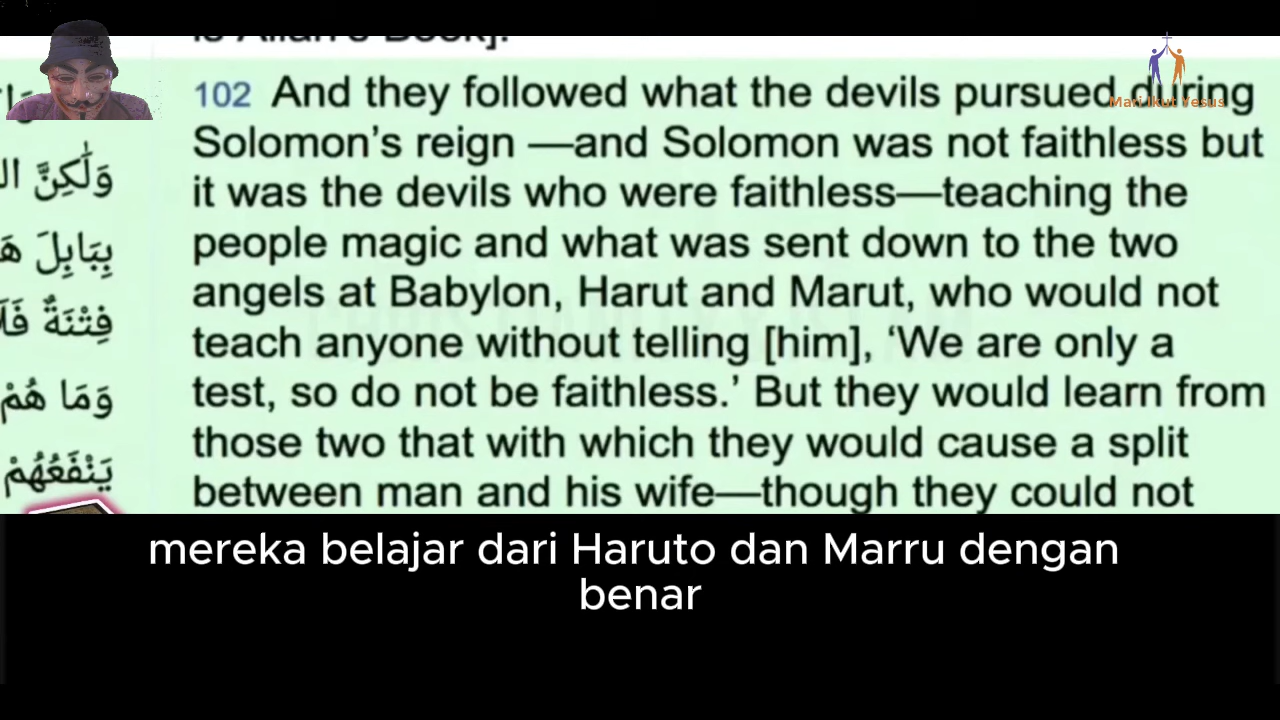 is Allah's Book].
102 And they followed what the devils pursued during
Solomon's reign —and Solomon was not faithless but
it was the devils who were faithless—teaching the
people magic and what was sent down to the two
angels at Babylon, Harut and Marut, who would not
teach anyone without telling [him], ‘We are only a
test, so do not be faithless.’ But they would learn from
those two that with which they would cause a split
between man and his wife—though they could not
وَلَٰكِنَّ
بِبَابِلَ
فِتْنَةٌ
وَمَا هُمْ
يَنْفَعُهُمْ
Mari Ikut Yesus
mereka belajar dari Haruto dan Marru dengan
benar